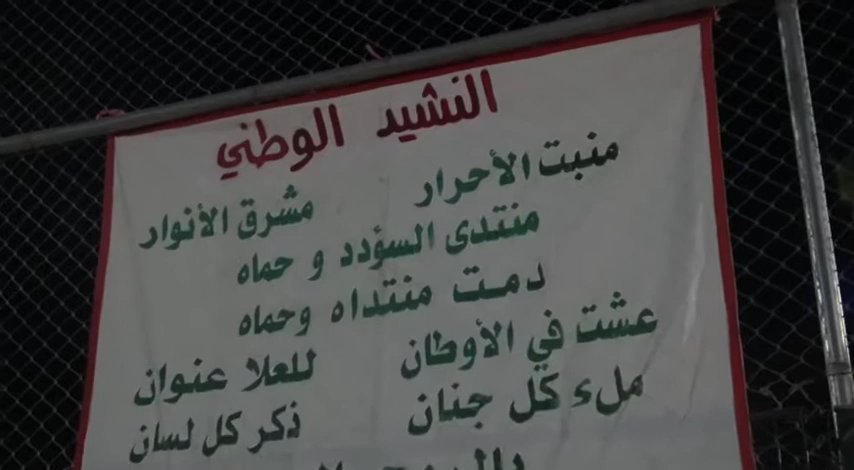 النشيد الوطني
منبت الأحرار مشرق الأنوار
منتدى السؤدد و حماه
دمت منتداه وحماه
عشت في الأوطان للعلا عنوان
ملء كل جنان ذكر كل لسان